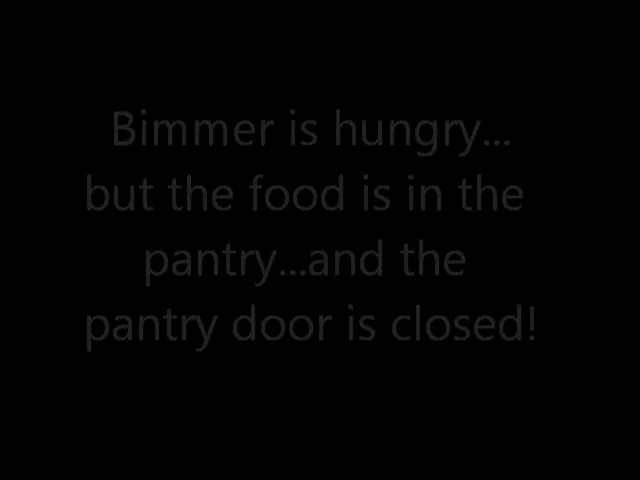 Bimmer is hungry...
but the food is in the
pantry...and the
pantry door is closed!